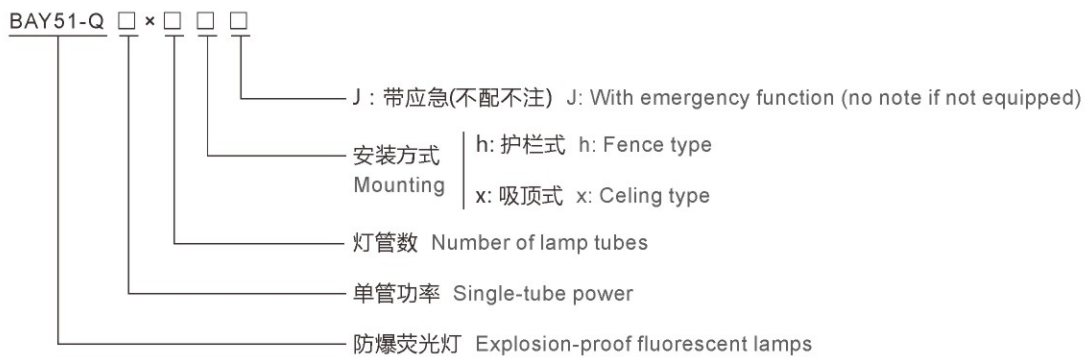 BAY51-Q □ × □ □ □
J：带应急(不配不注) J: With emergency function (no note if not equipped)
安装方式 h: 护栏式 h: Fence type
Mounting x: 吸顶式 x: Celing type
灯管数 Number of lamp tubes
单管功率 Single-tube power
防爆荧光灯 Explosion-proof fluorescent lamps